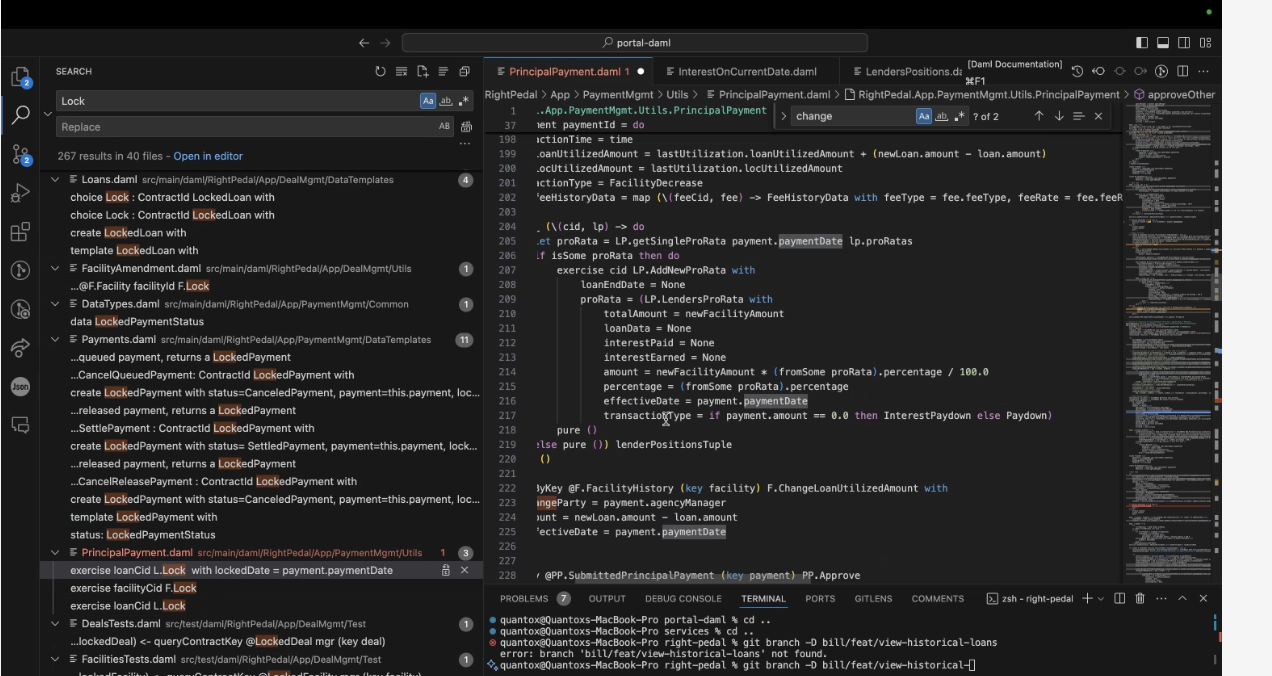 portal-daml
SEARCH
Lock
Aa ab .*
Replace
AB
267 results in 40 files - Open in editor
Loans.daml src/main/daml/RightPedal/App/DealMgmt/DataTemplates 4
choice Lock : ContractId LockedLoan with
choice Lock : ContractId LockedLoan with
create LockedLoan with
template LockedLoan with
FacilityAmendment.daml src/main/daml/RightPedal/App/DealMgmt/Utils 1
...@F.Facility facilityId F.Lock
DataTypes.daml src/main/daml/RightPedal/App/PaymentMgmt/Common 1
data LockedPaymentStatus
Payments.daml src/main/daml/RightPedal/App/PaymentMgmt/DataTemplates 11
...queued payment, returns a LockedPayment
...CancelQueuedPayment: ContractId LockedPayment with
create LockedPayment with status=CanceledPayment, payment=this.payment, loc...
...released payment, returns a LockedPayment
...SettlePayment : ContractId LockedPayment with
create LockedPayment with status= SettledPayment, payment=this.payment, lock...
...released payment, returns a LockedPayment
...CancelReleasePayment : ContractId LockedPayment with
create LockedPayment with status=CanceledPayment, payment=this.payment, loc...
template LockedPayment with
status: LockedPaymentStatus
PrincipalPayment.daml src/main/daml/RightPedal/App/PaymentMgmt/Utils 1 3
exercise loanCid L.Lock with lockedDate = payment.paymentDate
exercise facilityCid F.Lock
exercise loanCid L.Lock
DealsTests.daml src/test/daml/RightPedal/App/DealMgmt/Test 1
...lockedDeal) <- queryContractKey @LockedDeal mgr (key deal)
FacilitiesTests.daml src/test/daml/RightPedal/App/DealMgmt/Test 1
PrincipalPayment.daml 1
InterestOnCurrentDate.daml
LendersPositions.da
[Daml Documentation]
⌘F1
RightPedal > App > PaymentMgmt > Utils > PrincipalPayment.daml > RightPedal.App.PaymentMgmt.Utils.PrincipalPayment > approveOther
change
Aa ab .* ? of 2
1 ..App.PaymentMgmt.Utils.PrincipalPayment
37 ment paymentId = do
198 actionTime = time
199 .oanUtilizedAmount = lastUtilization.loanUtilizedAmount + (newLoan.amount - loan.amount)
200 .ocUtilizedAmount = lastUtilization.locUtilizedAmount
201 actionType = FacilityDecrease
202 feeHistoryData = map (\(feeCid, fee) -> FeeHistoryData with feeType = fee.feeType, feeRate = fee.feeR
203
204 _ (\(cid, lp) -> do
205 .et proRata = LP.getSingleProRata payment.paymentDate lp.proRatas
206 if isSome proRata then do
207 exercise cid LP.AddNewProRata with
208 loanEndDate = None
209 proRata = (LP.LendersProRata with
210 totalAmount = newFacilityAmount
211 loanData = None
212 interestPaid = None
213 interestEarned = None
214 amount = newFacilityAmount * (fromSome proRata).percentage / 100.0
215 percentage = (fromSome proRata).percentage
216 effectiveDate = payment.paymentDate
217 transactionType = if payment.amount == 0.0 then InterestPaydown else Paydown)
218 pure ()
219 else pure ()) lenderPositionsTuple
220 ()
221
222 ByKey @F.FacilityHistory (key facility) F.ChangeLoanUtilizedAmount with
223 angeParty = payment.agencyManager
224 ount = newLoan.amount - loan.amount
225 fectiveDate = payment.paymentDate
226
227
228 y @PP.SubmittedPrincipalPayment (key payment) PP.Approve
PROBLEMS 7 OUTPUT DEBUG CONSOLE TERMINAL PORTS GITLENS COMMENTS zsh - right-pedal
quantox@Quantoxs-MacBook-Pro portal-daml % cd ..
quantox@Quantoxs-MacBook-Pro services % cd ..
quantox@Quantoxs-MacBook-Pro right-pedal % git branch -D bill/feat/view-historical-loans
error: branch 'bill/feat/view-historical-loans' not found.
quantox@Quantoxs-MacBook-Pro right-pedal % git branch -D bill/feat/view-historical-